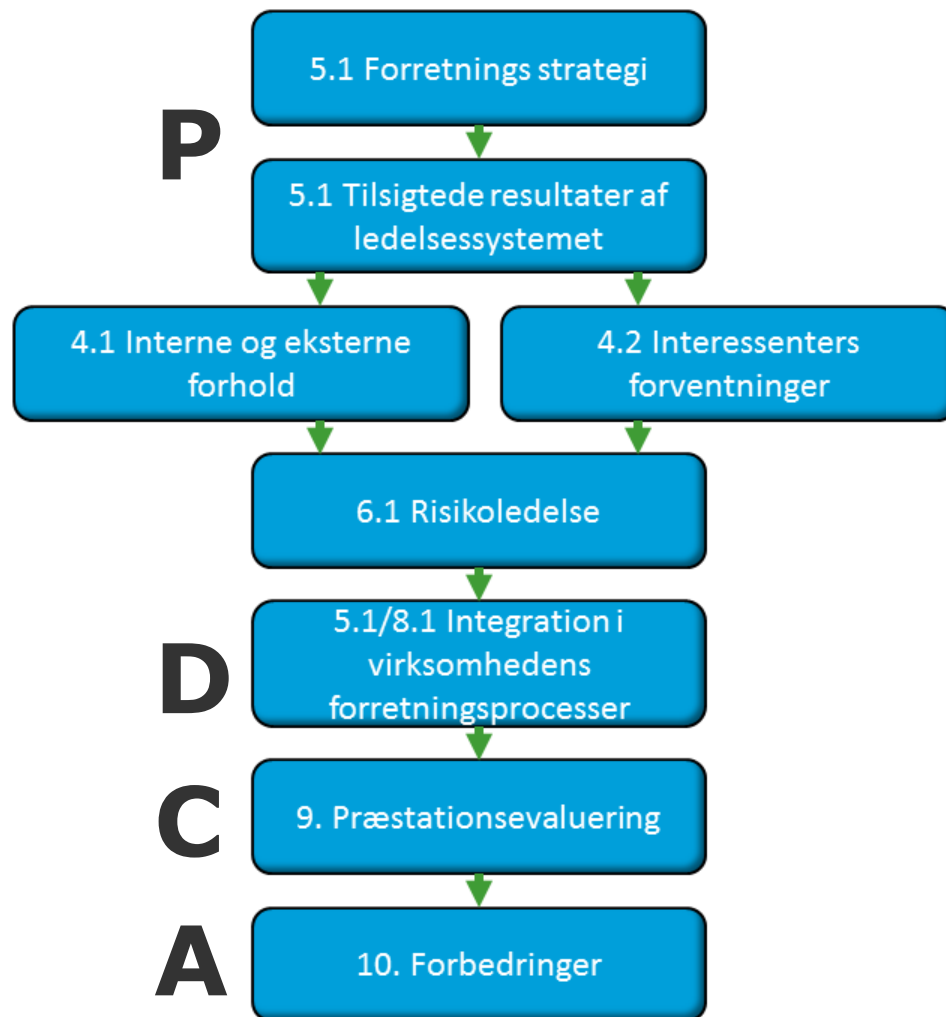 5.1 Forretnings strategi
P
5.1 Tilsigtede resultater af
ledelsessystemet
4.1 Interne og eksterne
forhold
4.2 Interessenters
forventninger
6.1 Risikoledelse
D
5.1/8.1 Integration i
virksomhedens
forretningsprocesser
C
9. Præstationsevaluering
A
10. Forbedringer